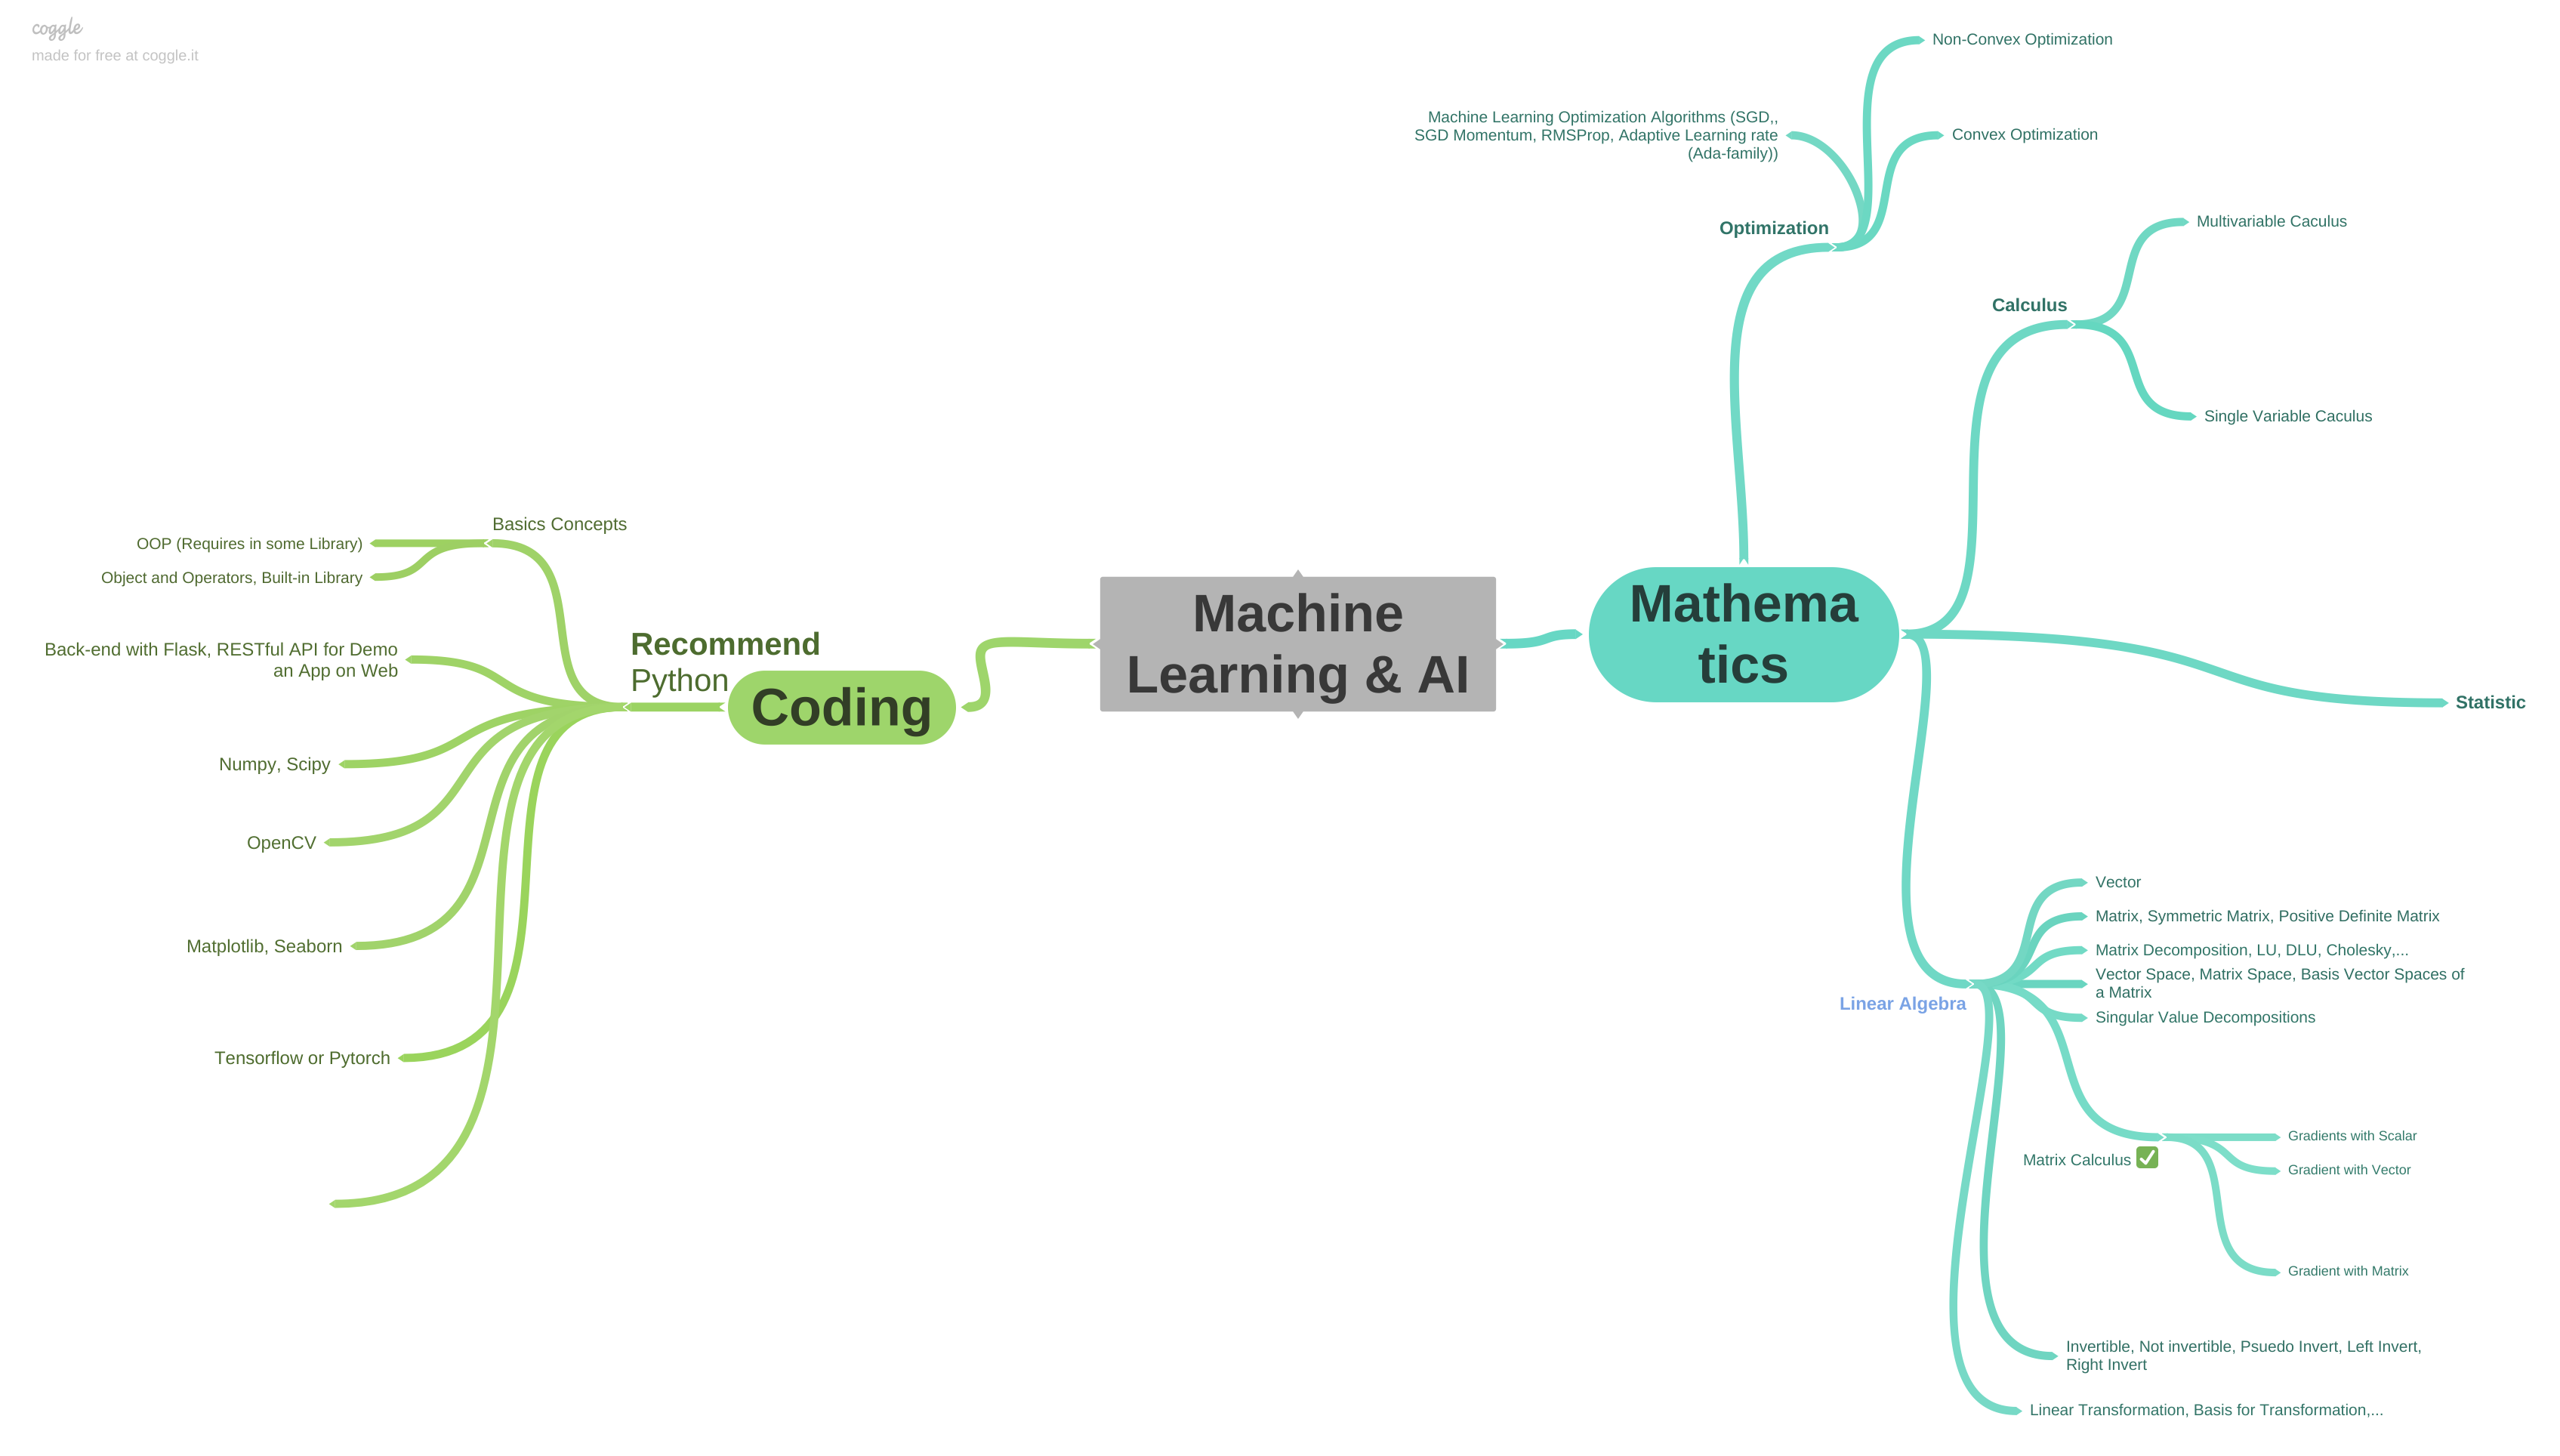 coggle
made for free at coggle.it
Non-Convex Optimization
Machine Learning Optimization Algorithms (SGD,,
SGD Momentum, RMSProp, Adaptive Learning rate
(Ada-family))
Convex Optimization
Optimization
Multivariable Caculus
Calculus
Single Variable Caculus
Basics Concepts
OOP (Requires in some Library)
Object and Operators, Built-in Library
Back-end with Flask, RESTful API for Demo
an App on Web
Recommend
Python
Coding
Machine
Learning & AI
Mathema
tics
Statistic
Numpy, Scipy
OpenCV
Matplotlib, Seaborn
Tensorflow or Pytorch
Vector
Matrix, Symmetric Matrix, Positive Definite Matrix
Matrix Decomposition, LU, DLU, Cholesky,...
Vector Space, Matrix Space, Basis Vector Spaces of
a Matrix
Linear Algebra
Singular Value Decompositions
Matrix Calculus ✅
Gradients with Scalar
Gradient with Vector
Gradient with Matrix
Invertible, Not invertible, Psuedo Invert, Left Invert,
Right Invert
Linear Transformation, Basis for Transformation,...